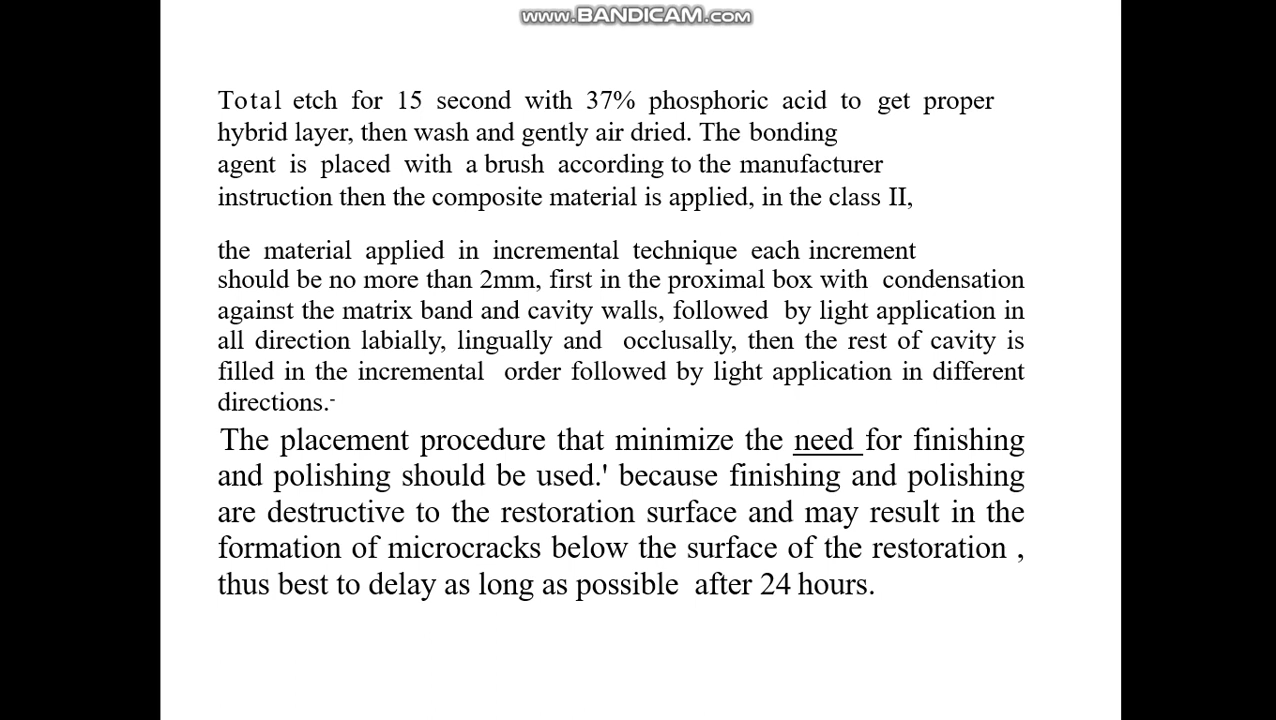 www.BANDICAM.com
Total etch for 15 second with 37% phosphoric acid to get proper
hybrid layer, then wash and gently air dried. The bonding
agent is placed with a brush according to the manufacturer
instruction then the composite material is applied, in the class II,
the material applied in incremental technique each increment
should be no more than 2mm, first in the proximal box with condensation
against the matrix band and cavity walls, followed by light application in
all direction labially, lingually and occlusally, then the rest of cavity is
filled in the incremental order followed by light application in different
directions.-
The placement procedure that minimize the need for finishing
and polishing should be used.' because finishing and polishing
are destructive to the restoration surface and may result in the
formation of microcracks below the surface of the restoration ,
thus best to delay as long as possible after 24 hours.